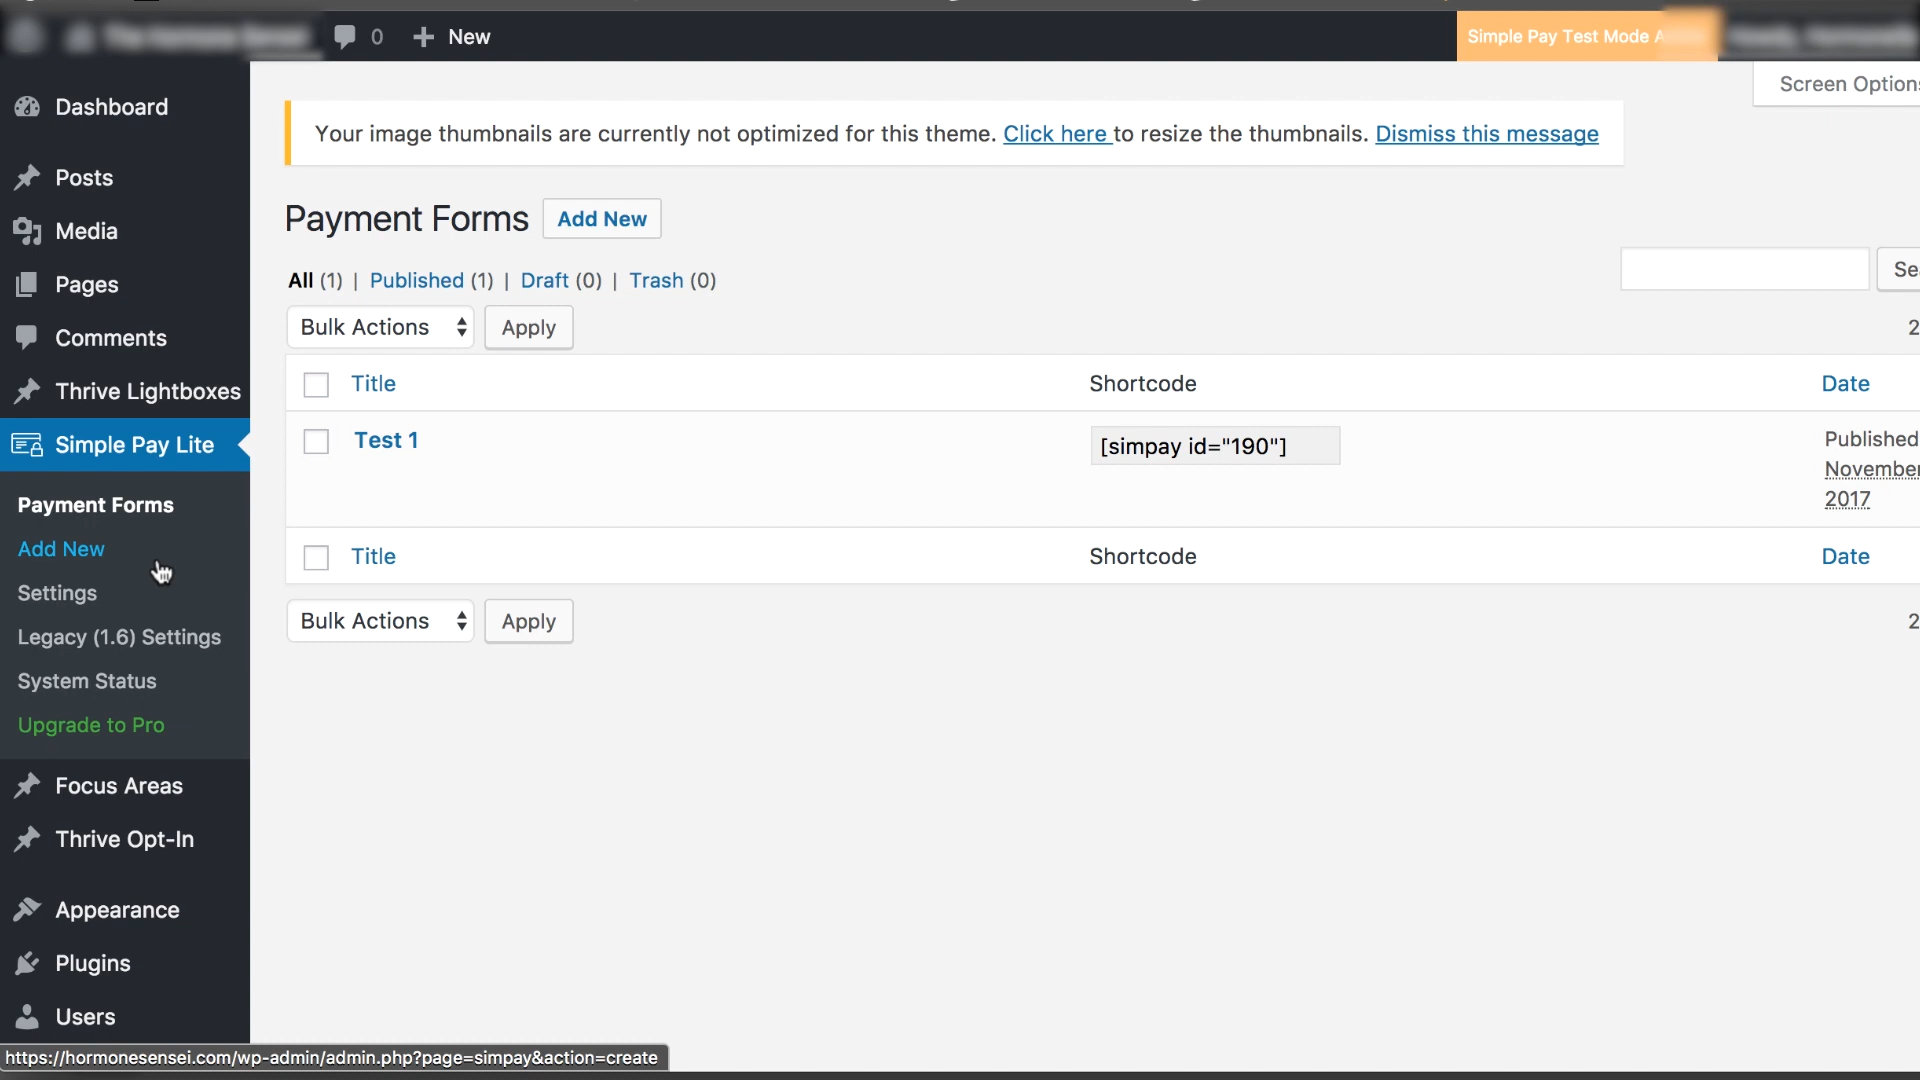 0 New
Simple Pay Test Mode
Screen Options
Dashboard
Posts
Media
Pages
Comments
Thrive Lightboxes
Simple Pay Lite
Payment Forms
Add New
Settings
Legacy (1.6) Settings
System Status
Upgrade to Pro
Focus Areas
Thrive Opt-In
Appearance
Plugins
Users
Your image thumbnails are currently not optimized for this theme. Click here to resize the thumbnails. Dismiss this message
Payment Forms Add New
All (1) | Published (1) | Draft (0) | Trash (0)
Se
Bulk Actions Apply 2
Title Shortcode Date
Test 1 [simpay id="190"] Published
November
2017
Title Shortcode Date
Bulk Actions Apply 2
https://hormonesensei.com/wp-admin/admin.php?page=simpay&action=create